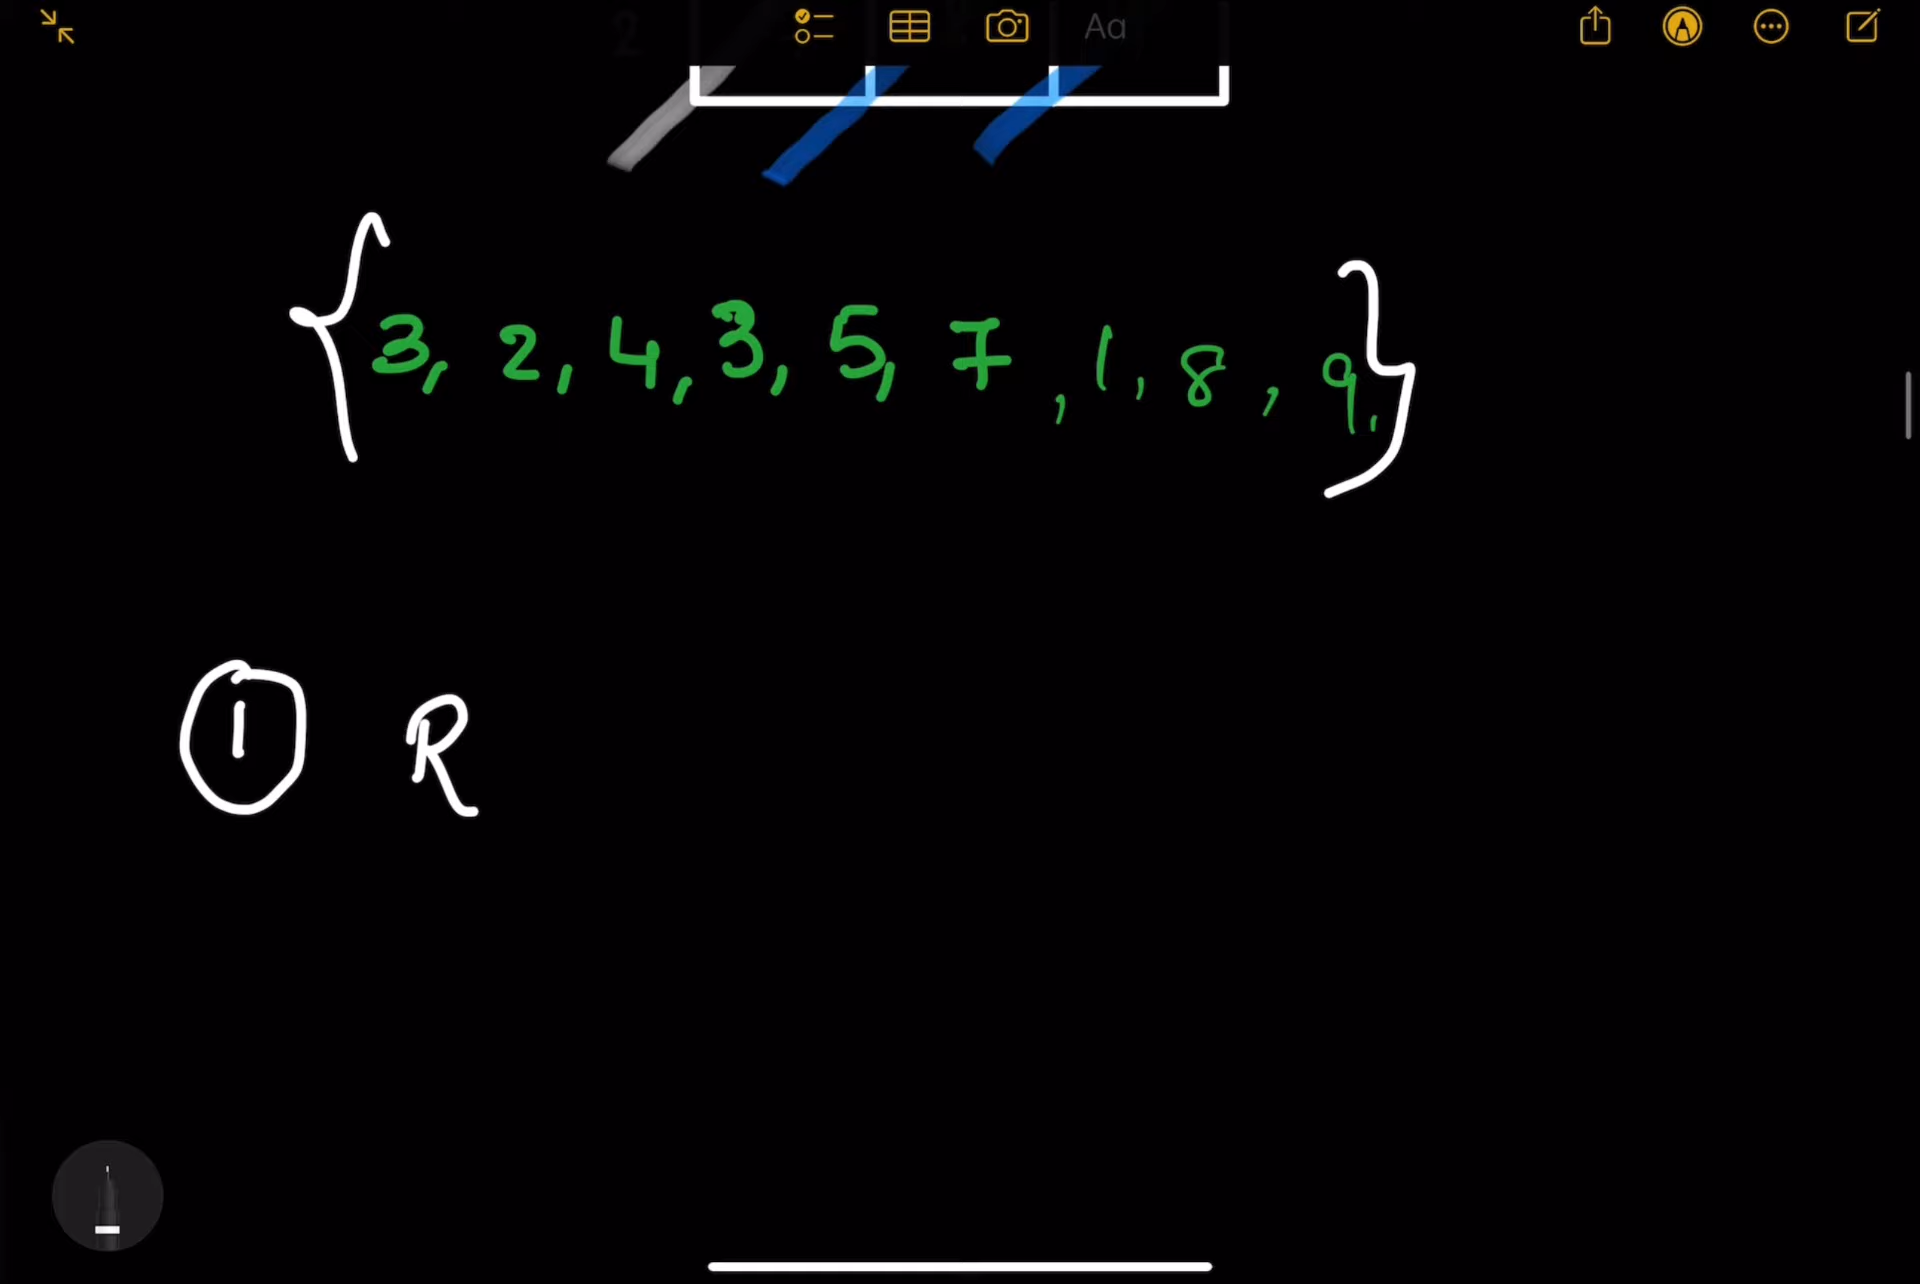 Aa
{3, 2, 4, 3, 5, 7, 1, 8, 9,}
① R